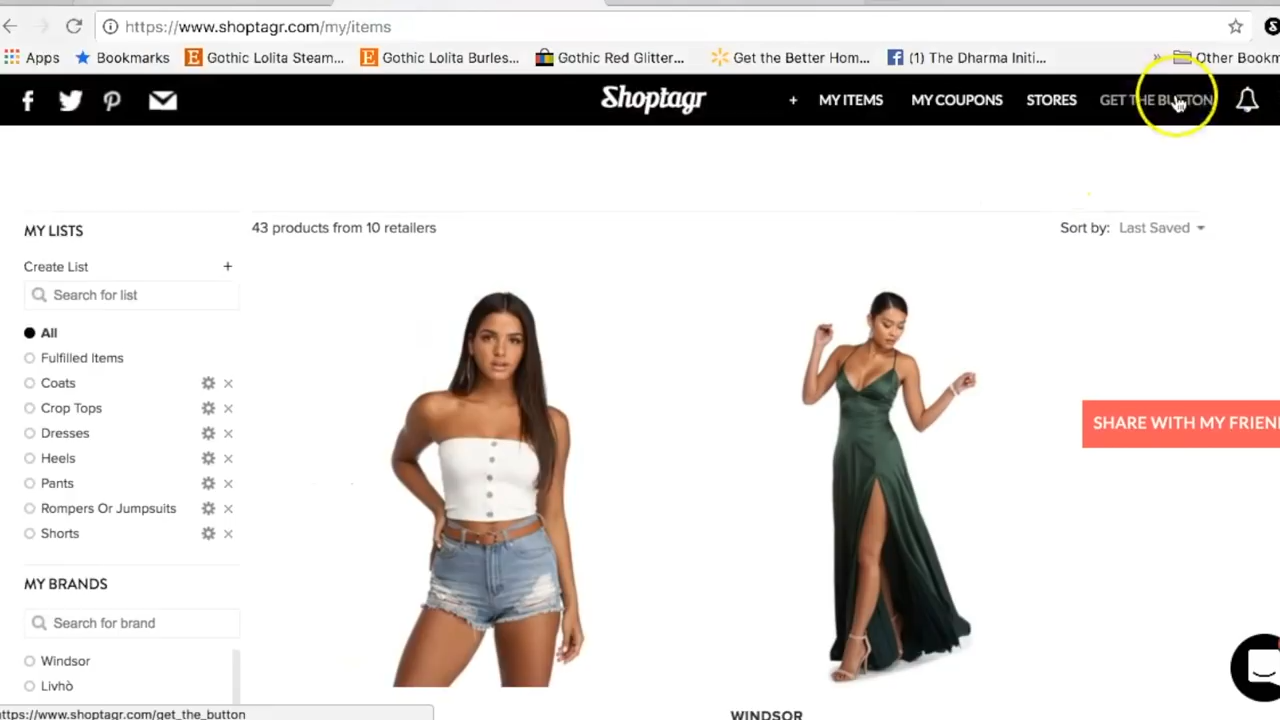 https://www.shoptagr.com/my/items
Apps Bookmarks Gothic Lolita Steam... Gothic Lolita Burles... Gothic Red Glitter... Get the Better Hom... (1) The Dharma Initi... » Other Bookm
Shoptagr + MY ITEMS MY COUPONS STORES GET THE BUTTON
MY LISTS
43 products from 10 retailers
Sort by: Last Saved
Create List +
Search for list
All
Fulfilled Items
Coats
Crop Tops
Dresses
Heels
Pants
Rompers Or Jumpsuits
Shorts
SHARE WITH MY FRIEN
MY BRANDS
Search for brand
Windsor
Livhò
ttps://www.shoptagr.com/get_the_button
WINDSOR